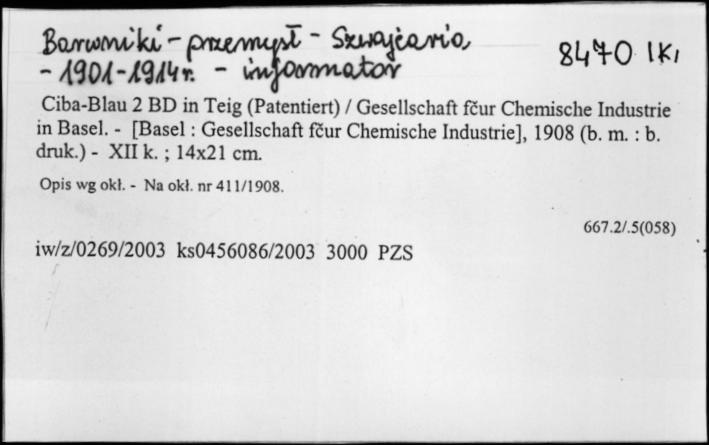 Barwniki - przemysł - Szwajcaria,
- 1901-1914 r. - informator
8470 IK,
Ciba-Blau 2 BD in Teig (Patentiert) / Gesellschaft fčur Chemische Industrie
in Basel. - [Basel : Gesellschaft fčur Chemische Industrie], 1908 (b. m. : b.
druk.) - XII k. ; 14x21 cm.
Opis wg okł. - Na okł. nr 411/1908.
667.2/.5(058)
iw/z/0269/2003 ks0456086/2003 3000 PZS